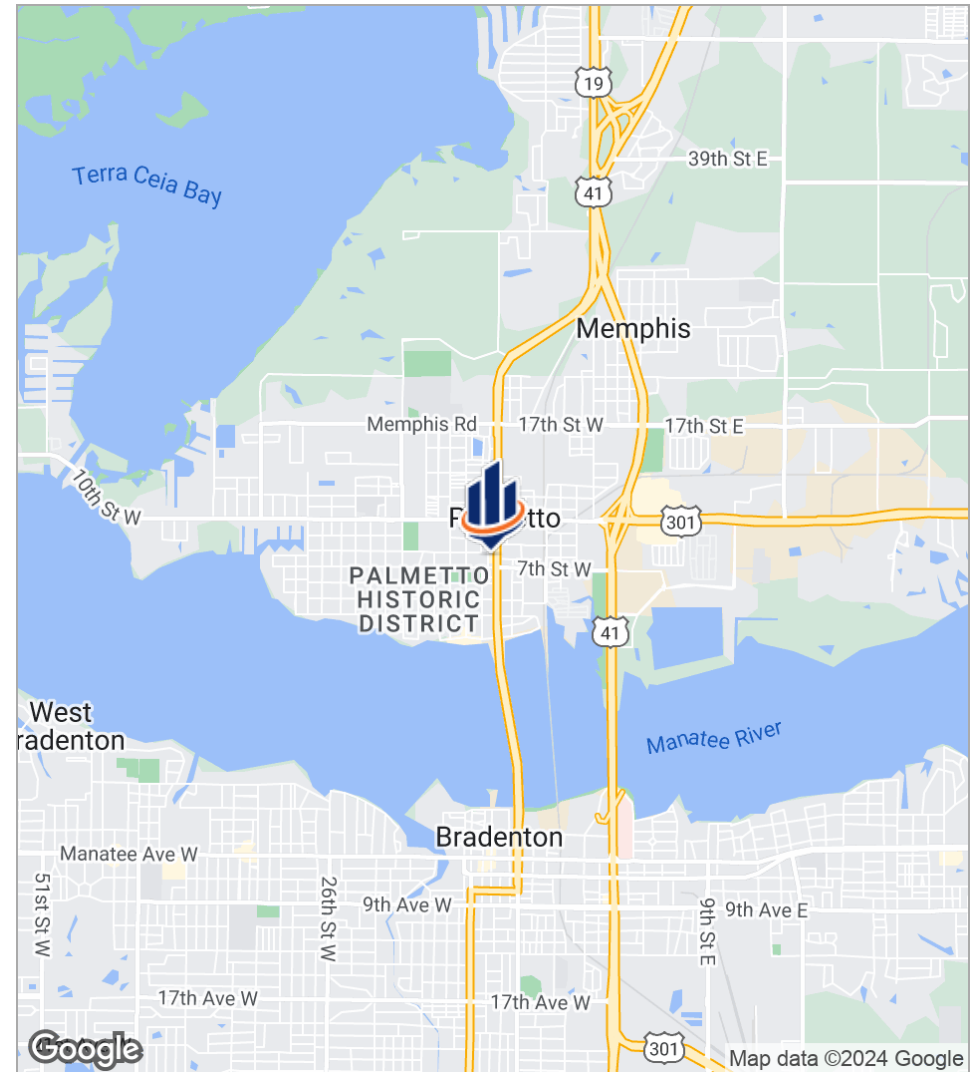 19
39th St E
Terra Ceia Bay
41
Memphis
Memphis Rd
17th St W
17th St E
10th St W
301
7th St W
PALMETTO
HISTORIC
DISTRICT
41
West
radenton
Manatee River
Bradenton
Manatee Ave W
51st St W
26th St W
9th Ave W
9th St E
9th Ave E
17th Ave W
17th Ave W
Google
301
Map data ©2024 Google